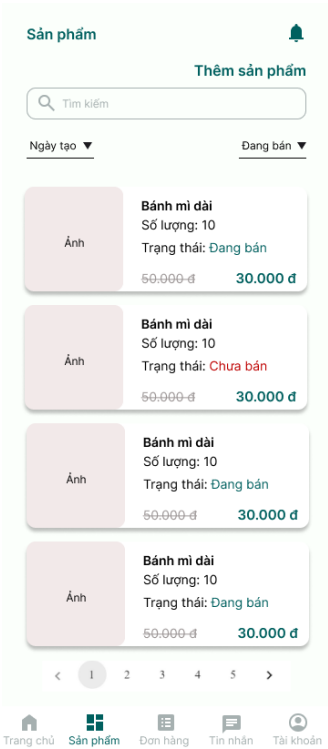 Sản phẩm
Thêm sản phẩm
Tìm kiếm
Ngày tạo ▼ Đang bán ▼
Ảnh
Bánh mì dài
Số lượng: 10
Trạng thái: Đang bán
50.000 đ 30.000 đ
Ảnh
Bánh mì dài
Số lượng: 10
Trạng thái: Chưa bán
50.000 đ 30.000 đ
Ảnh
Bánh mì dài
Số lượng: 10
Trạng thái: Đang bán
50.000 đ 30.000 đ
Ảnh
Bánh mì dài
Số lượng: 10
Trạng thái: Đang bán
50.000 đ 30.000 đ
< 1 2 3 4 5 >
Trang chủ Sản phẩm Đơn hàng Tin nhắn Tài khoản